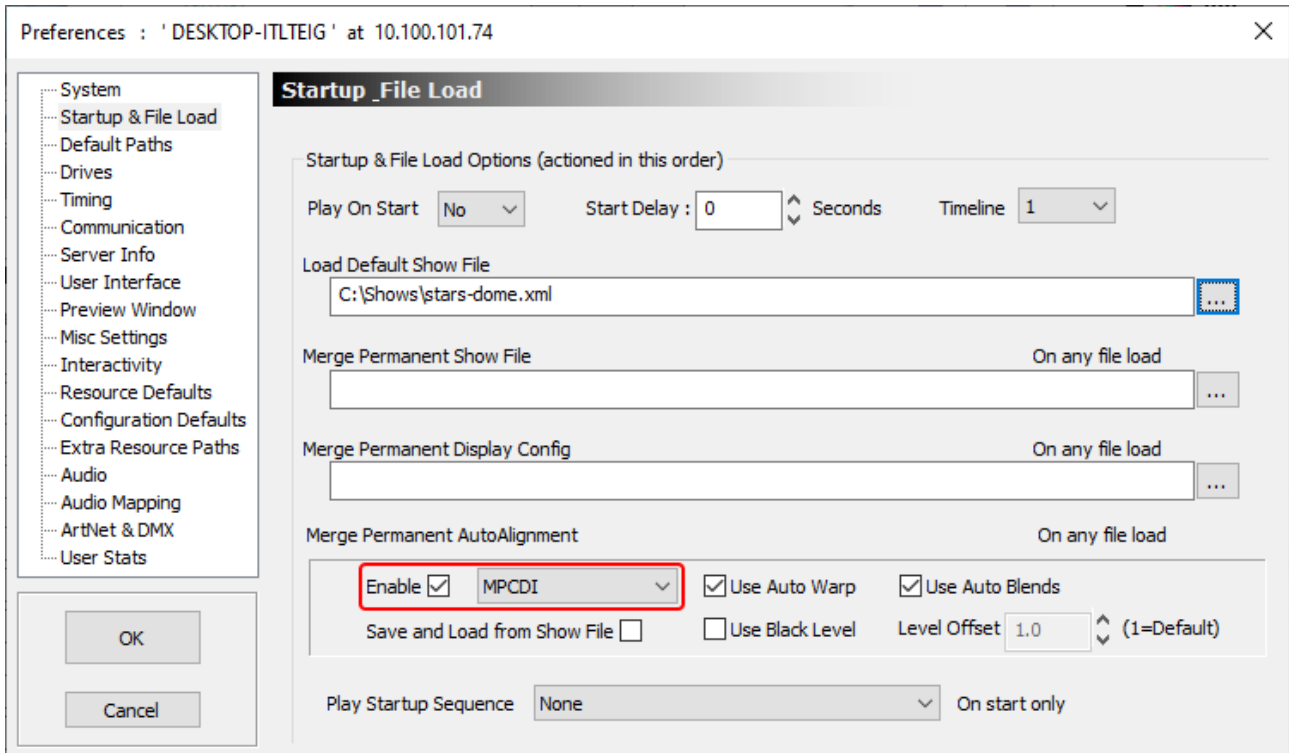 Preferences : ' DESKTOP-ITLTEIG ' at 10.100.101.74
System
Startup & File Load
Default Paths
Drives
Timing
Communication
Server Info
User Interface
Preview Window
Misc Settings
Interactivity
Resource Defaults
Configuration Defaults
Extra Resource Paths
Audio
Audio Mapping
ArtNet & DMX
User Stats
OK
Cancel
Startup _File Load
Startup & File Load Options (actioned in this order)
Play On Start No Start Delay : 0 Seconds Timeline 1
Load Default Show File
C:\Shows\stars-dome.xml ...
Merge Permanent Show File On any file load
...
Merge Permanent Display Config On any file load
...
Merge Permanent AutoAlignment On any file load
Enable MPCDI Use Auto Warp Use Auto Blends
Save and Load from Show File Use Black Level Level Offset 1.0 (1=Default)
Play Startup Sequence None On start only